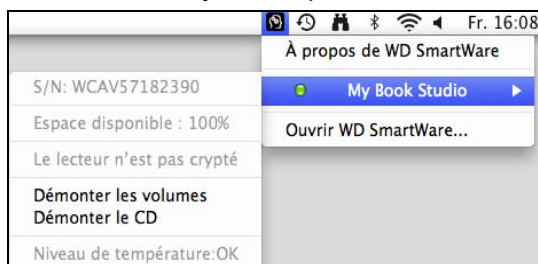 Fr. 16:08
À propos de WD SmartWare
My Book Studio
Ouvrir WD SmartWare...
S/N: WCAV57182390
Espace disponible : 100%
Le lecteur n'est pas crypté
Démonter les volumes
Démonter le CD
Niveau de température:OK